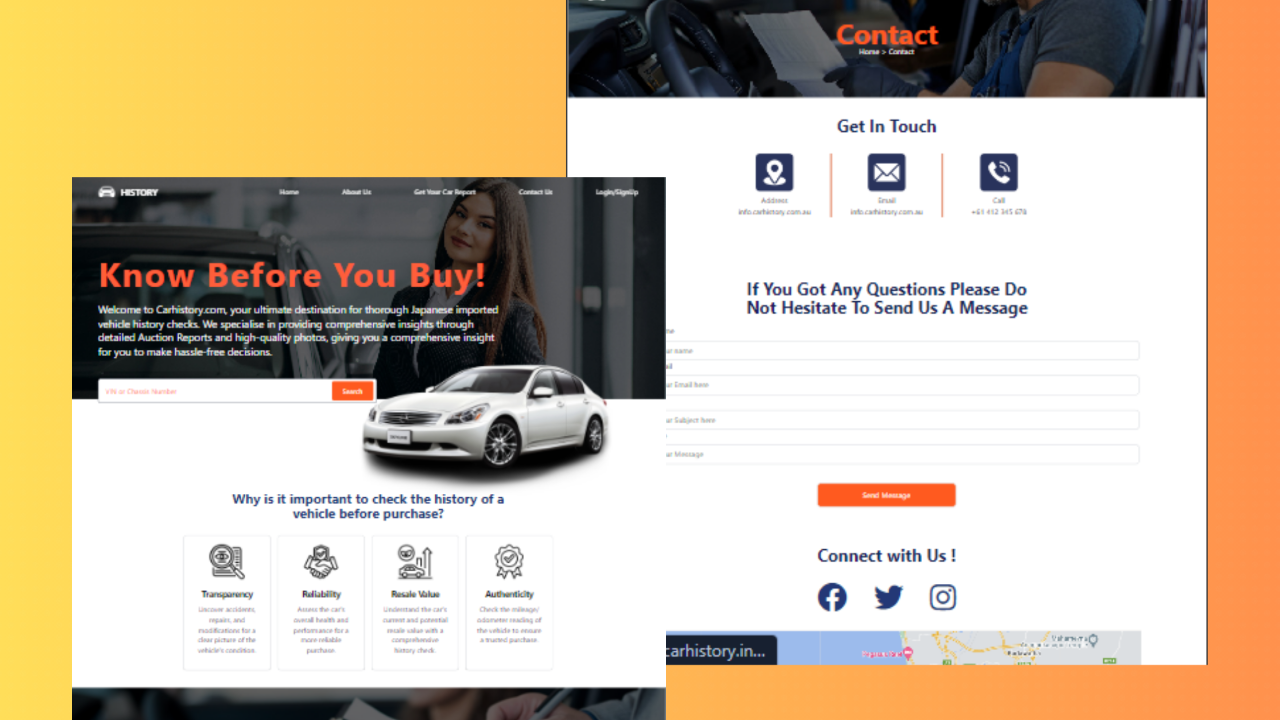 HISTORY
Home
About Us
Get Your Car Report
Contact Us
Login/SignUp
Know Before You Buy!
Welcome to Carhistory.com, your ultimate destination for thorough Japanese imported
vehicle history checks. We specialise in providing comprehensive insights through
detailed Auction Reports and high-quality photos, giving you a comprehensive insight
for you to make hassle-free decisions.
VIN or Chassis Number
Search
Why is it important to check the history of a
vehicle before purchase?
Transparency
Uncover accidents,
repairs, and
modifications for a
clear picture of the
vehicle's condition.
Reliability
Assess the car's
overall health and
performance for a
more reliable
purchase.
Resale Value
Understand the car's
current and potential
resale value with a
comprehensive
history check.
Authenticity
Check the mileage/
odometer reading of
the vehicle to ensure
a trusted purchase.
Contact
Home > Contact
Get In Touch
Address
info.carhistory.com.au
Email
info.carhistory.com.au
Call
+61 412 345 678
If You Got Any Questions Please Do
Not Hesitate To Send Us A Message
me
ur name
il
ur Email here
ur Subject here
ur Message
Send Message
Connect with Us !
carhistory.in...